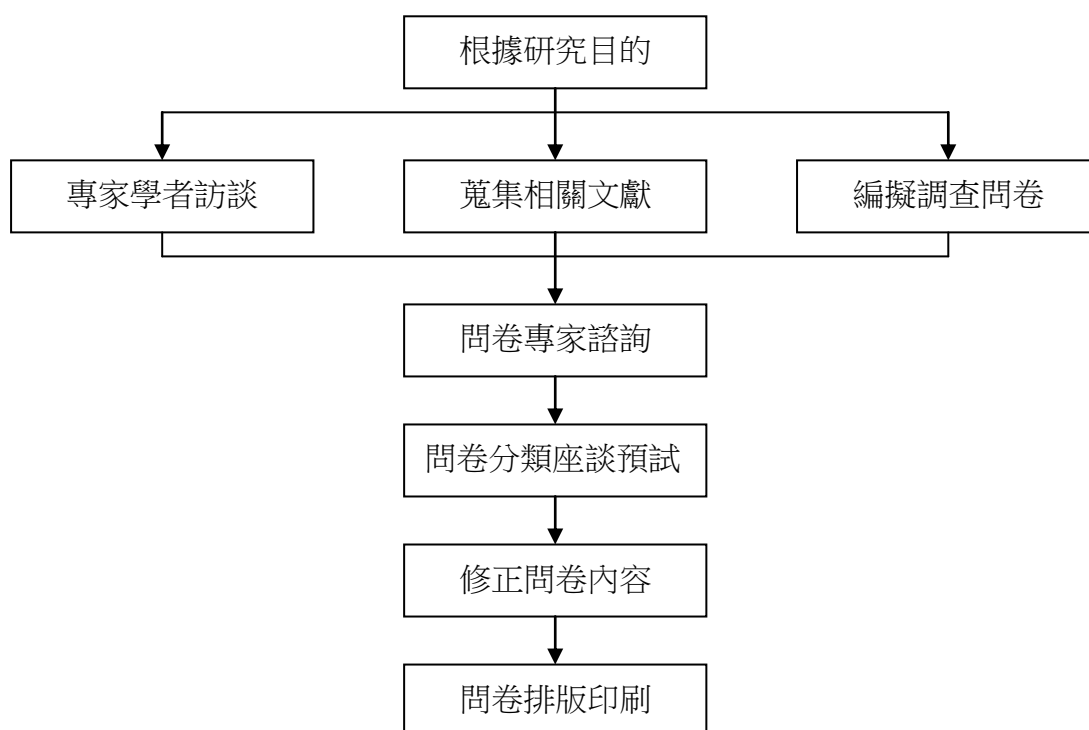 根據研究目的
專家學者訪談
蒐集相關文獻
編擬調查問卷
問卷專家諮詢
問卷分類座談預試
修正問卷內容
問卷排版印刷